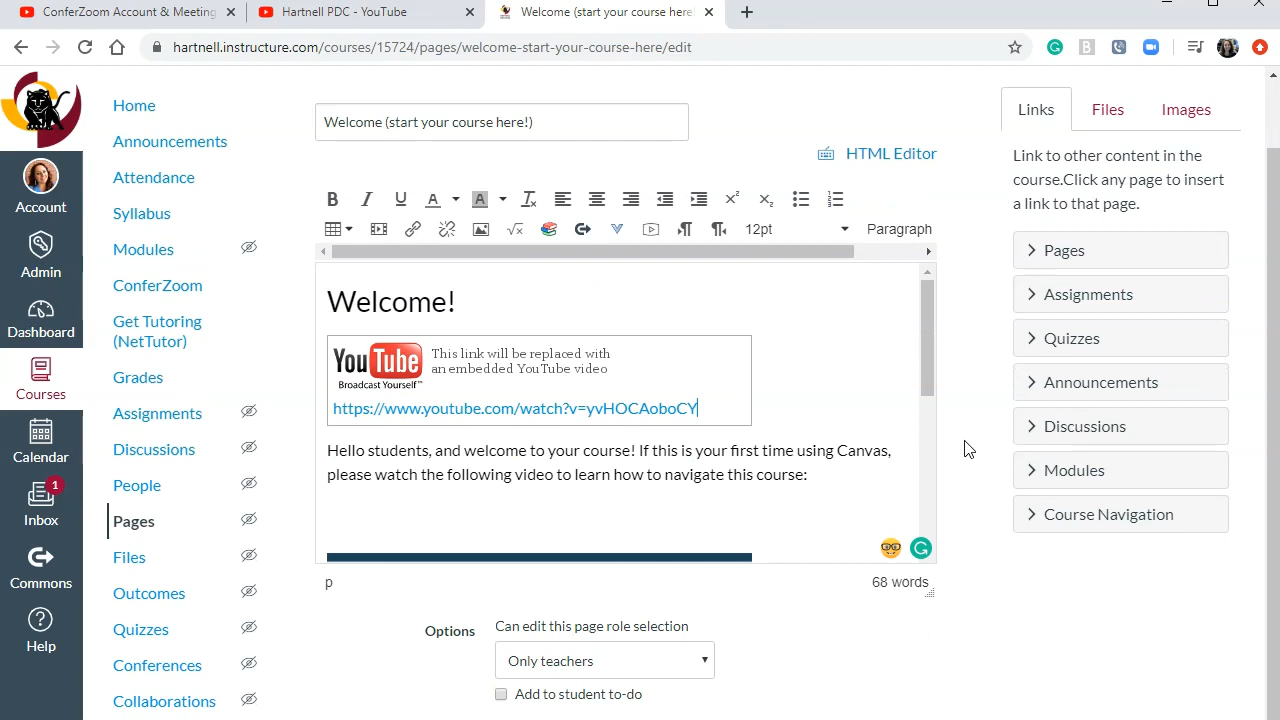 ConferZoom Account & Meeting
Hartnell PDC - YouTube
Welcome (start your course here!
hartnell.instructure.com/courses/15724/pages/welcome-start-your-course-here/edit
Account
Admin
Dashboard
Courses
Calendar
1
Inbox
Commons
Help
Home
Announcements
Attendance
Syllabus
Modules
ConferZoom
Get Tutoring
(NetTutor)
Grades
Assignments
Discussions
People
Pages
Files
Outcomes
Quizzes
Conferences
Collaborations
Welcome (start your course here!)
HTML Editor
12pt
Paragraph
Welcome!
YouTube
Broadcast Yourself™
This link will be replaced with
an embedded YouTube video
https://www.youtube.com/watch?v=yvHOCAoboCY
Hello students, and welcome to your course! If this is your first time using Canvas,
please watch the following video to learn how to navigate this course:
p
68 words
Options
Can edit this page role selection
Only teachers
Add to student to-do
Links
Files
Images
Link to other content in the
course.Click any page to insert
a link to that page.
Pages
Assignments
Quizzes
Announcements
Discussions
Modules
Course Navigation